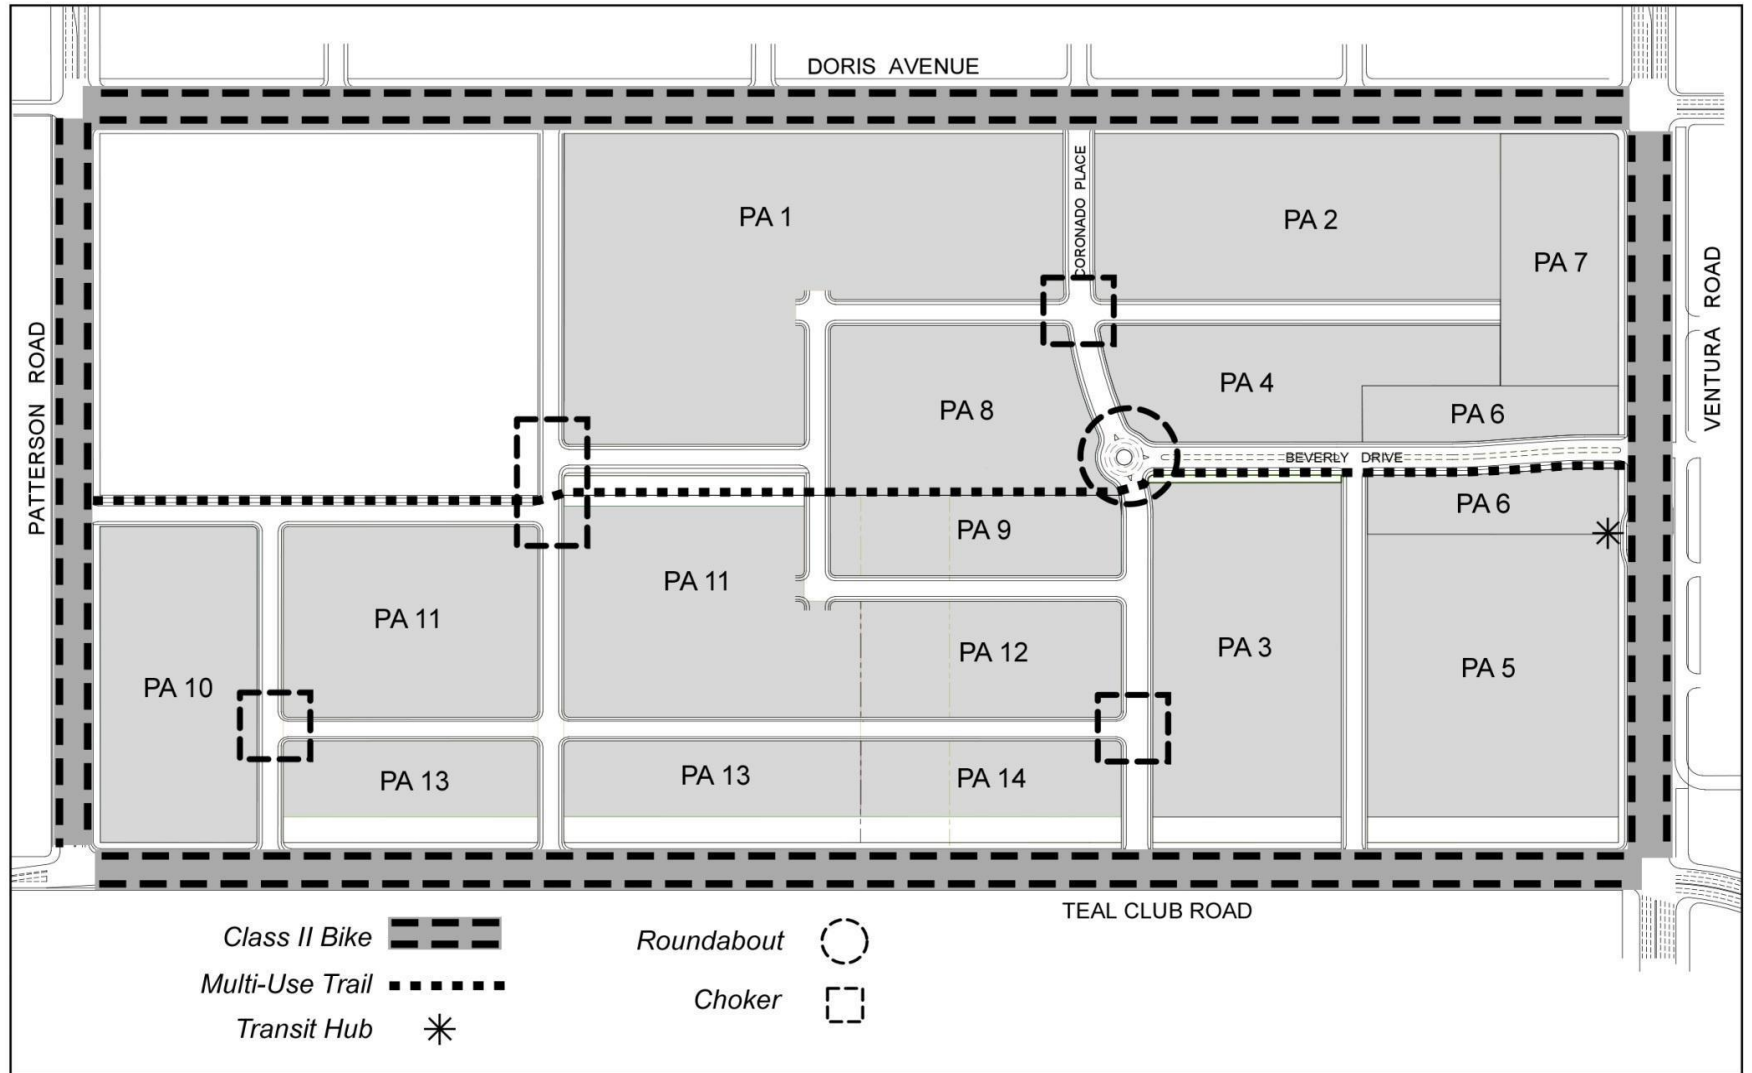 DORIS AVENUE
CORONADO PLACE
PA 1
PA 2
PA 7
VENTURA ROAD
PATTERSON ROAD
PA 4
PA 8
PA 6
BEVERLY DRIVE
PA 6
PA 9
PA 11
PA 11
PA 12
PA 3
PA 5
PA 10
PA 13
PA 13
PA 14
TEAL CLUB ROAD
Class II Bike
Multi-Use Trail
Transit Hub
Roundabout
Choker